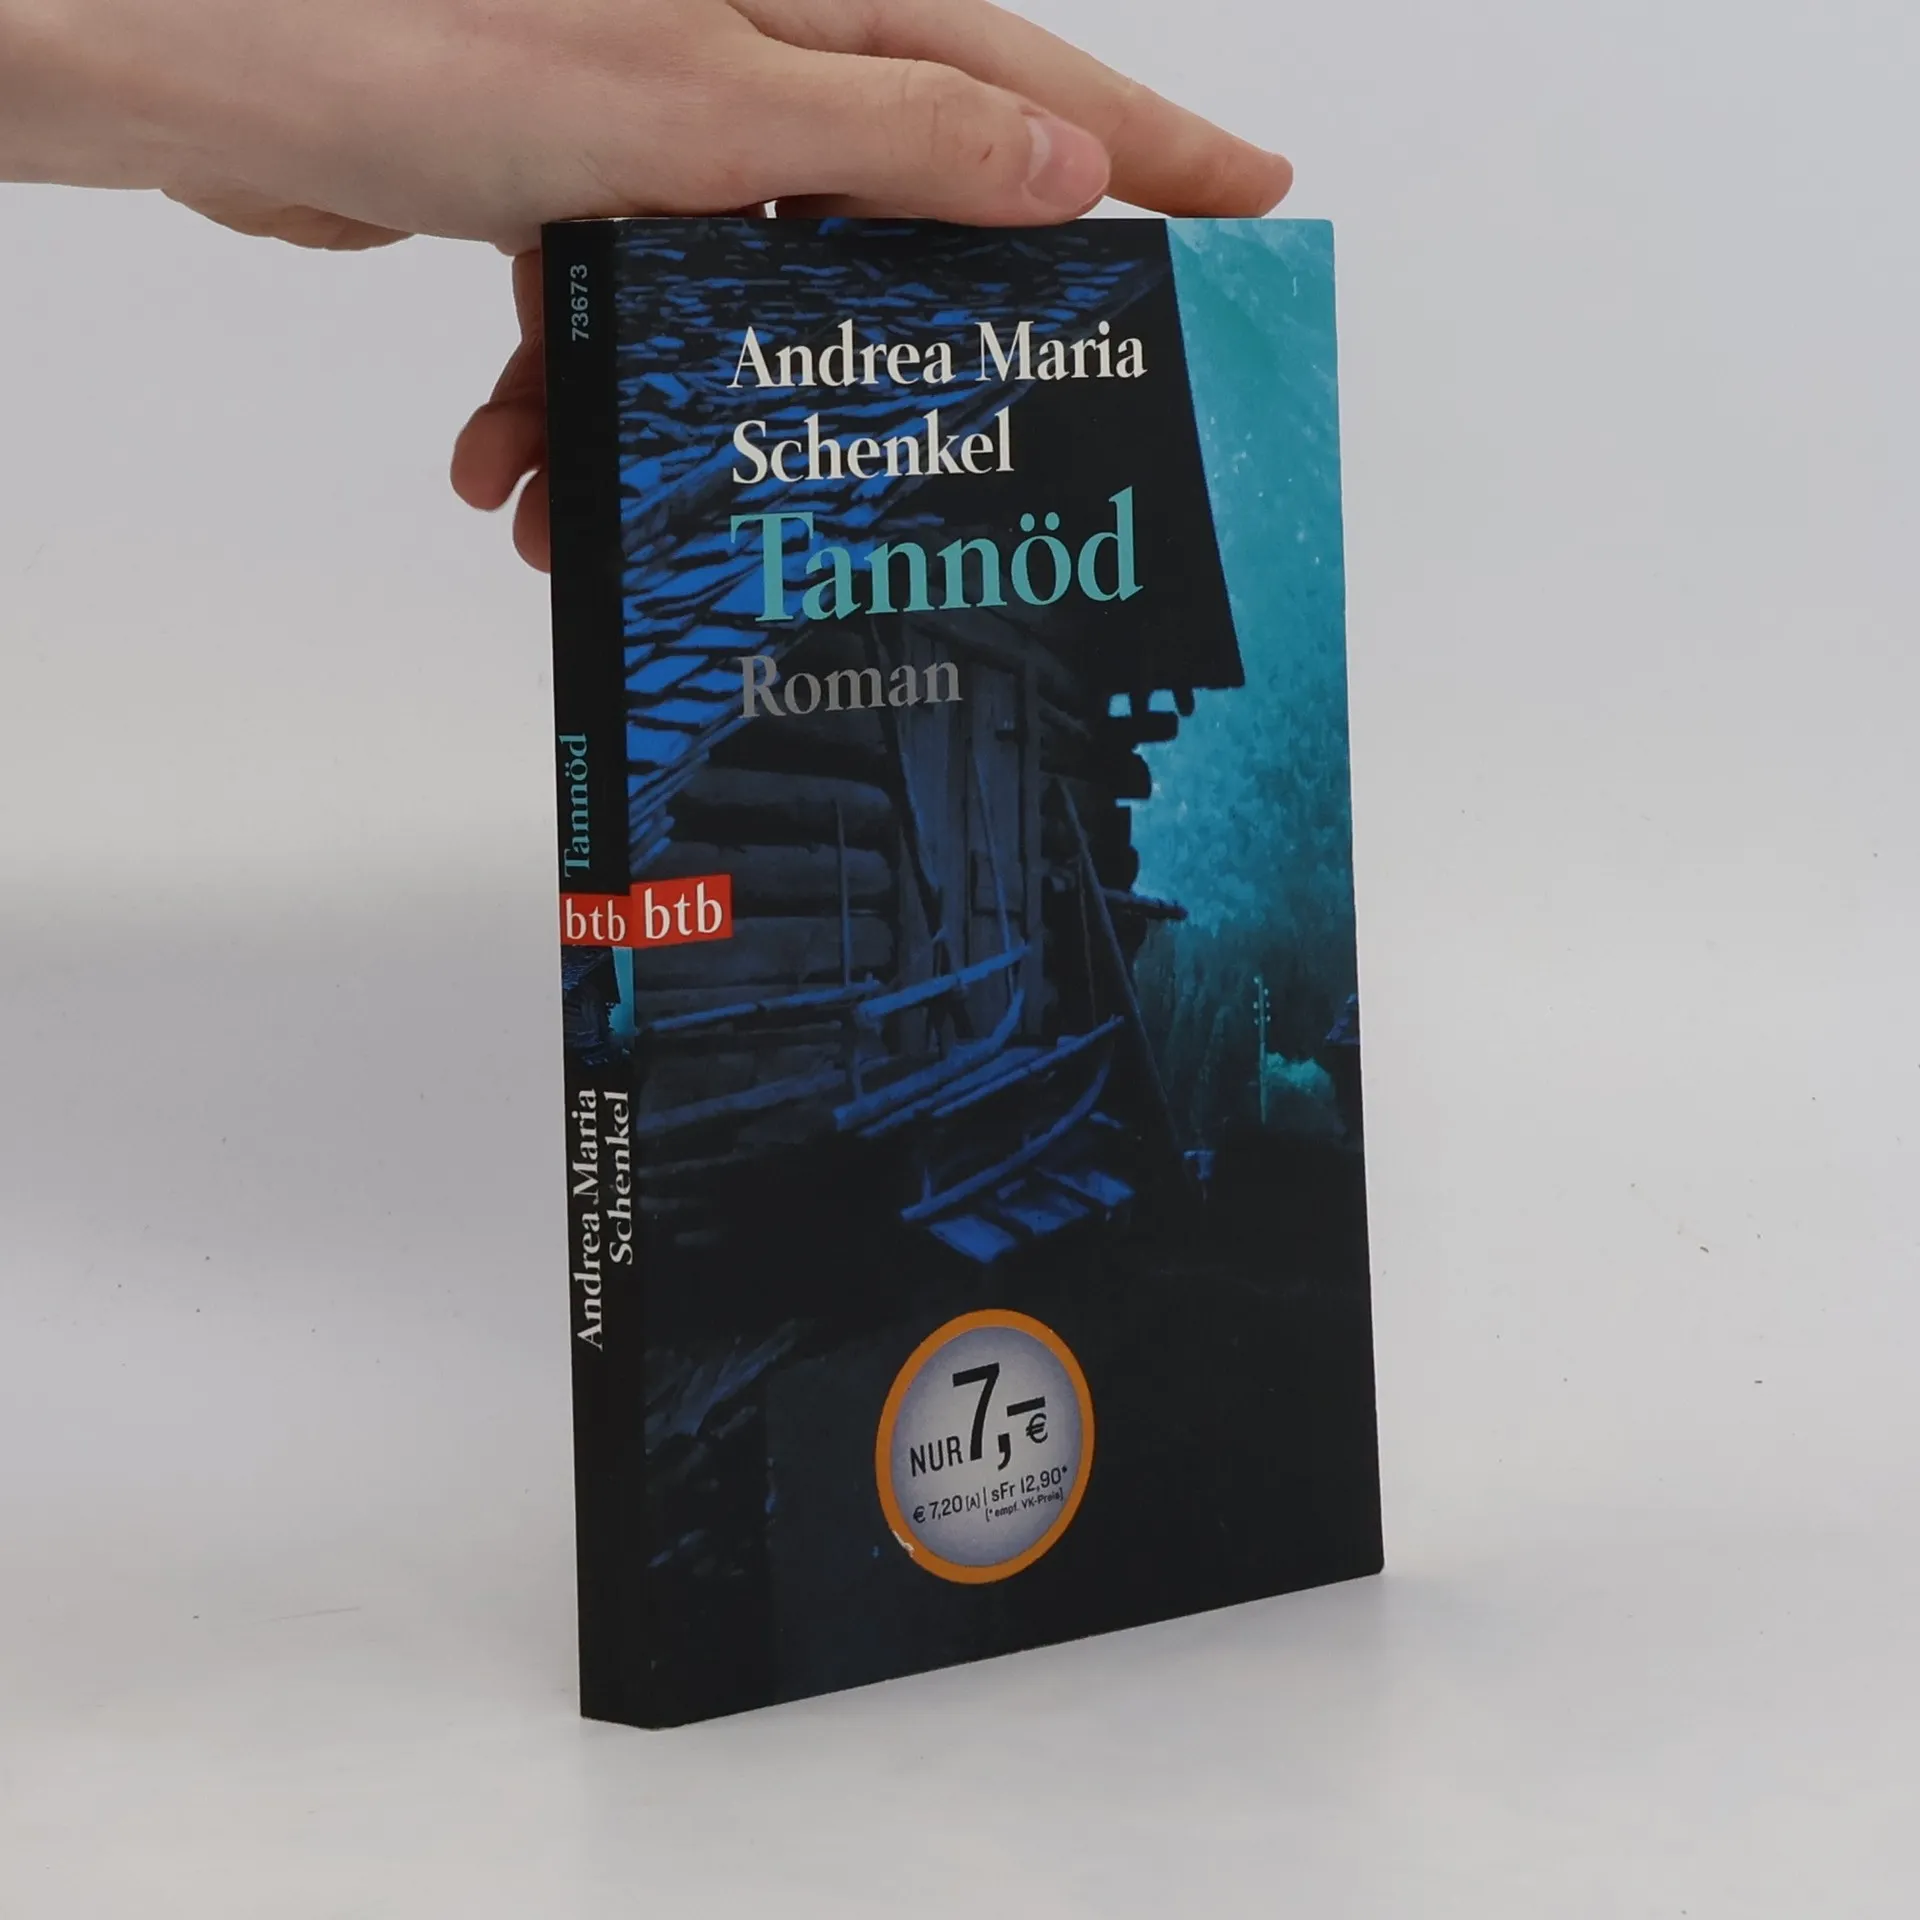 73673
Tannöd
btb
Andrea Maria
Schenkel
Andrea Maria
Schenkel
Tannöd
Roman
btb
NUR 7,- €
€ 7,20 [A] | sFr 12,90*
[* empf. VK-Preis]